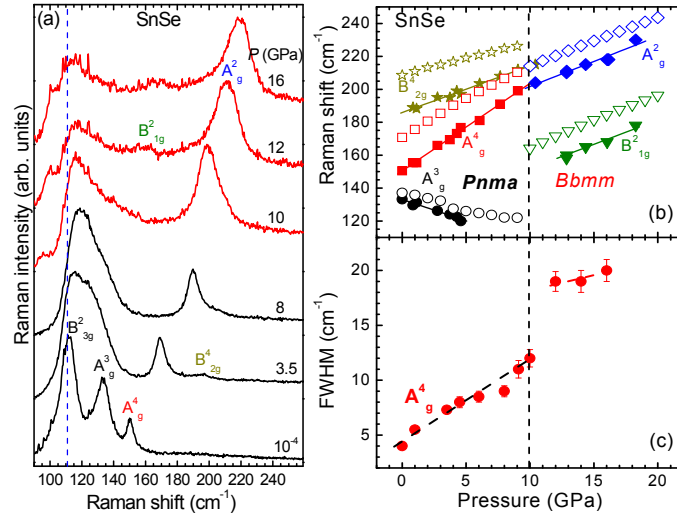 (a) SnSe
P (GPa)
A²g
16
B²1g
12
10
8
B²3g
A³g
B⁴2g
3.5
A⁴g
10⁻⁴
100 120 140 160 180 200 220 240
Raman shift (cm⁻¹)
Raman intensity (arb. units)
SnSe
240
220
200
180
160
140
120
Raman shift (cm⁻¹)
B⁴2g
A²g
A⁴g
B²1g
A³g
Pnma
Bbmm
(b)
20
15
10
5
FWHM (cm⁻¹)
A⁴g
(c)
0 5 10 15 20
Pressure (GPa)